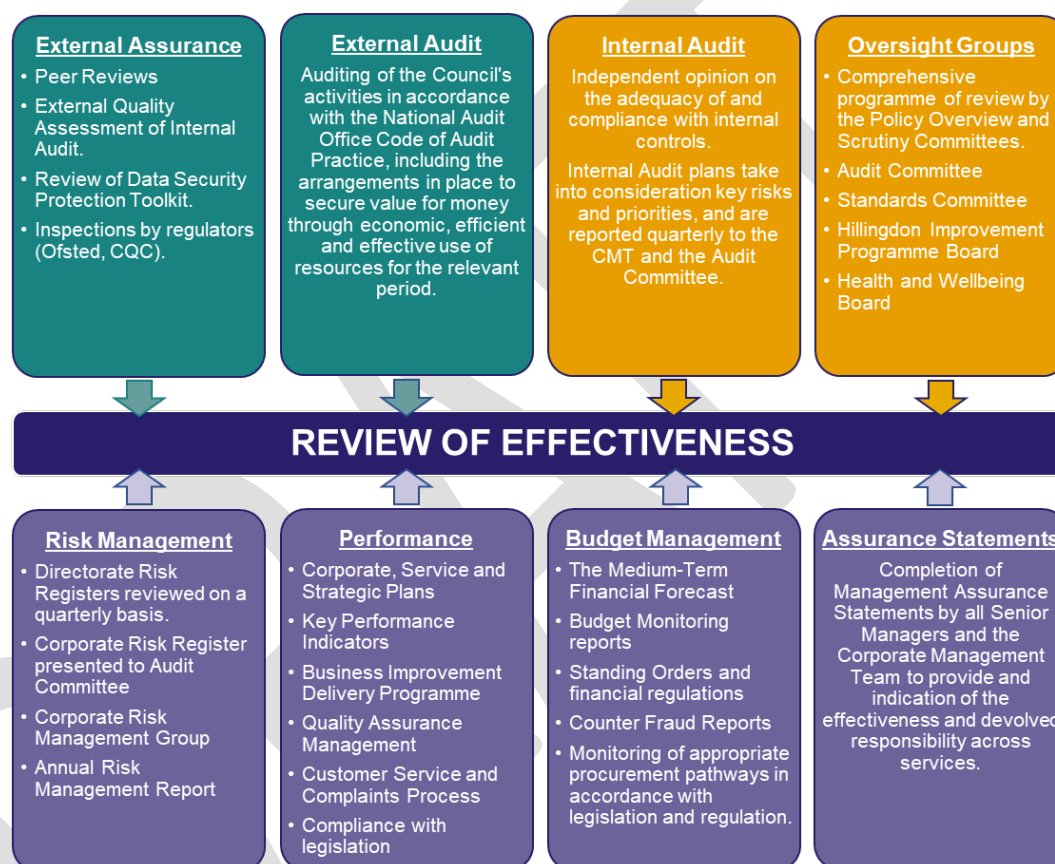 External Assurance
• Peer Reviews
• External Quality
Assessment of Internal
Audit.
• Review of Data Security
Protection Toolkit.
• Inspections by regulators
(Ofsted, CQC).
External Audit
Auditing of the Council's
activities in accordance
with the National Audit
Office Code of Audit
Practice, including the
arrangements in place to
secure value for money
through economic, efficient
and effective use of
resources for the relevant
period.
Internal Audit
Independent opinion on
the adequacy of and
compliance with internal
controls.
Internal Audit plans take
into consideration key risks
and priorities, and are
reported quarterly to the
CMT and the Audit
Committee.
Oversight Groups
• Comprehensive
programme of review by
the Policy Overview and
Scrutiny Committees.
• Audit Committee
• Standards Committee
• Hillingdon Improvement
Programme Board
• Health and Wellbeing
Board
REVIEW OF EFFECTIVENESS
Risk Management
• Directorate Risk
Registers reviewed on a
quarterly basis.
• Corporate Risk Register
presented to Audit
Committee
• Corporate Risk
Management Group
• Annual Risk
Management Report
Performance
• Corporate, Service and
Strategic Plans
• Key Performance
Indicators
• Business Improvement
Delivery Programme
• Quality Assurance
Management
• Customer Service and
Complaints Process
• Compliance with
legislation
Budget Management
• The Medium-Term
Financial Forecast
• Budget Monitoring
reports
• Standing Orders and
financial regulations
• Counter Fraud Reports
• Monitoring of appropriate
procurement pathways in
accordance with
legislation and regulation.
Assurance Statements
Completion of
Management Assurance
Statements by all Senior
Managers and the
Corporate Management
Team to provide and
indication of the
effectiveness and devolved
responsibility across
services.